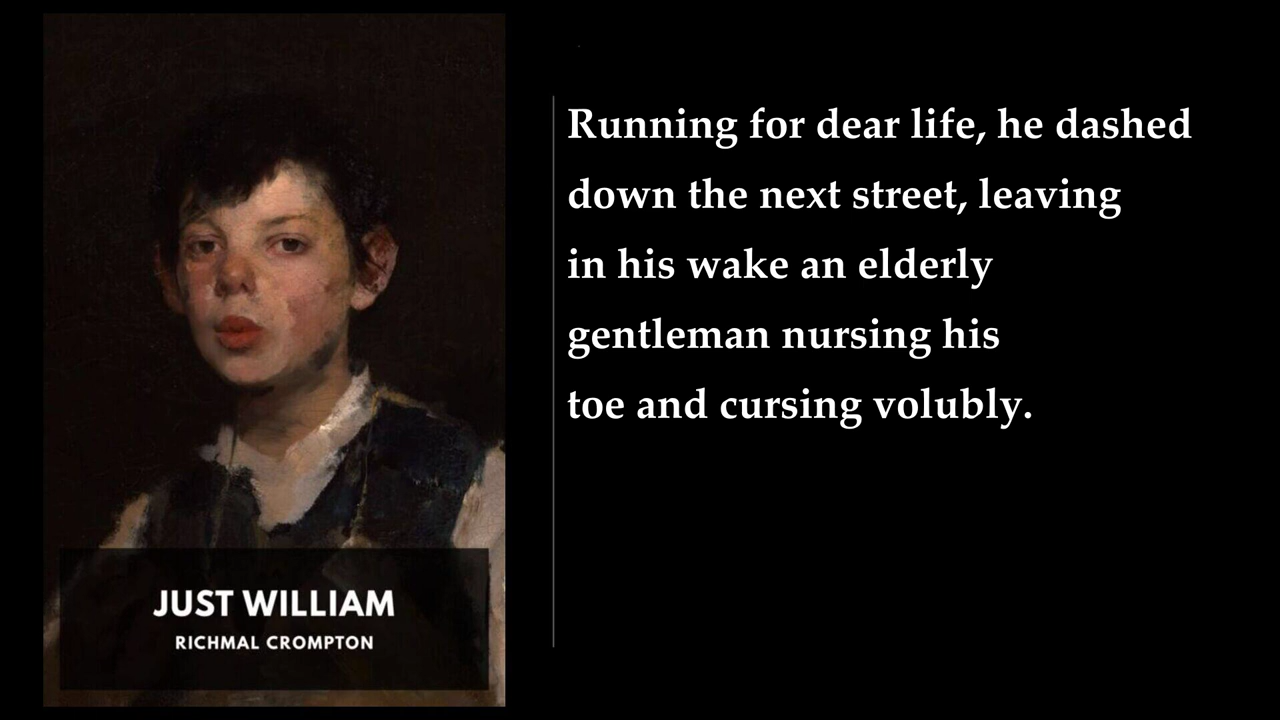 JUST WILLIAM
RICHMAL CROMPTON
Running for dear life, he dashed
down the next street, leaving
in his wake an elderly
gentleman nursing his
toe and cursing volubly.